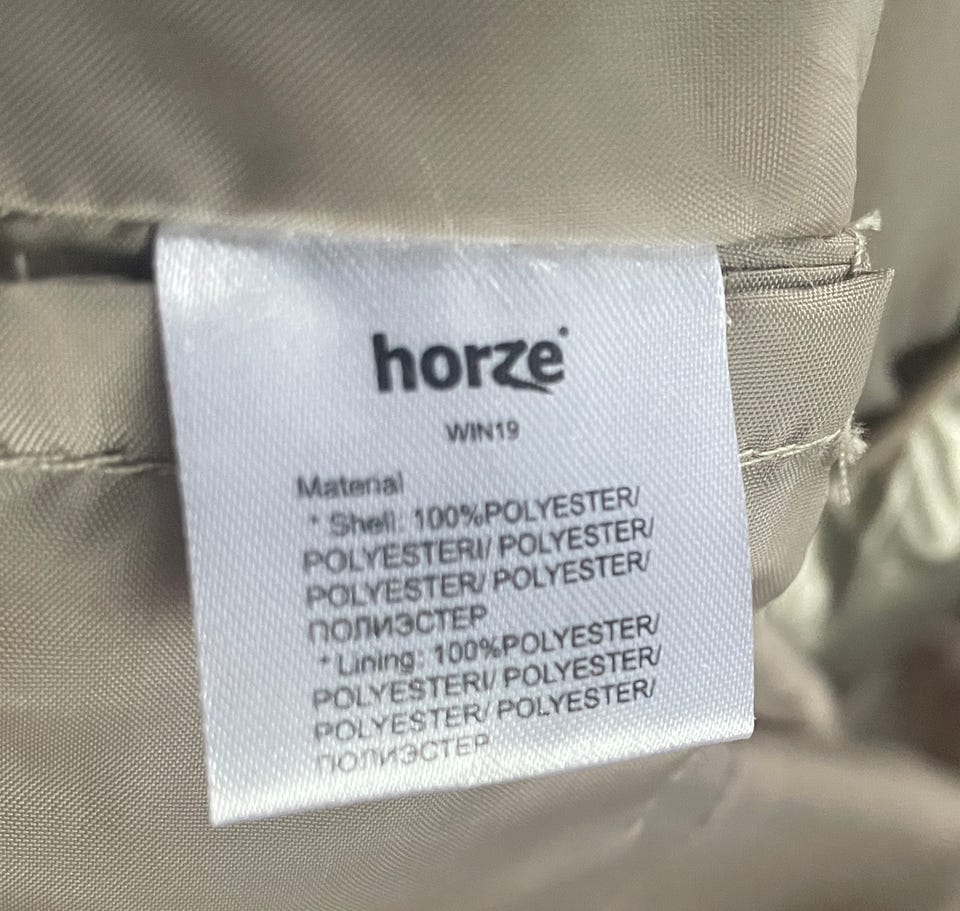 horze
WIN19
Material
* Shell: 100%POLYESTER/
POLYESTERI/ POLYESTER/
POLYESTER/ POLYESTER/
ПОЛИЭСТЕР
* Lining: 100%POLYESTER/
POLYESTERI/ POLYESTER/
POLYESTER/ POLYESTER/
ПОЛИЭСТЕР